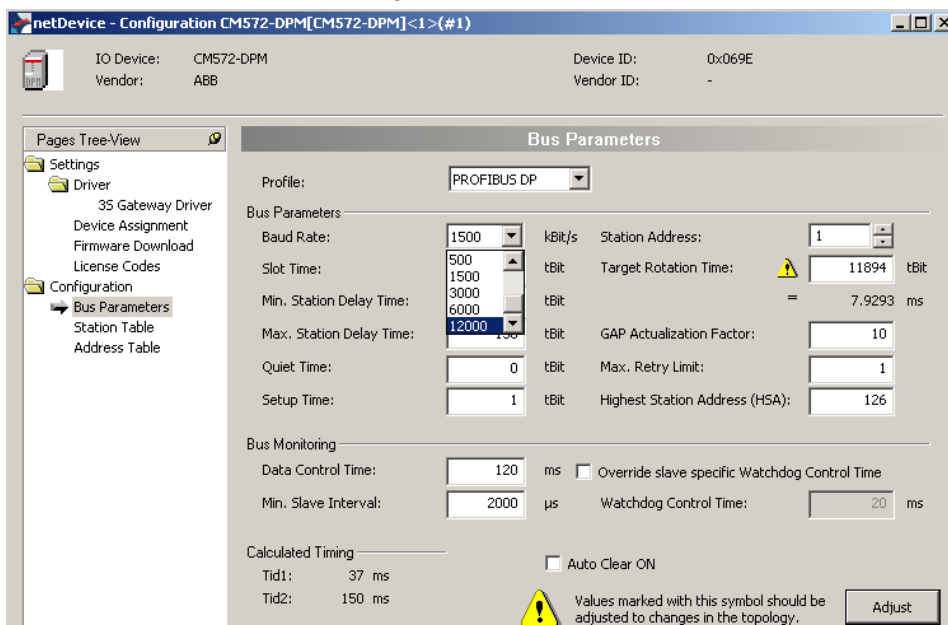 netDevice - Configuration CM572-DPM[CM572-DPM]<1>(#1)
IO Device: CM572-DPM Device ID: 0x069E
Vendor: ABB Vendor ID: -
DPM
Pages Tree-View
Bus Parameters
Settings
Driver
3S Gateway Driver
Device Assignment
Firmware Download
License Codes
Configuration
Bus Parameters
Station Table
Address Table
Profile: PROFIBUS DP
Bus Parameters
Baud Rate: 1500 kBit/s Station Address: 1
500
1500
3000
6000
12000
Slot Time: tBit Target Rotation Time: 11894 tBit
Min. Station Delay Time: tBit = 7.9293 ms
Max. Station Delay Time: tBit GAP Actualization Factor: 10
Quiet Time: 0 tBit Max. Retry Limit: 1
Setup Time: 1 tBit Highest Station Address (HSA): 126
Bus Monitoring
Data Control Time: 120 ms Override slave specific Watchdog Control Time
Min. Slave Interval: 2000 µs Watchdog Control Time: 20 ms
Calculated Timing
Auto Clear ON
Tid1: 37 ms
Tid2: 150 ms
Values marked with this symbol should be
adjusted to changes in the topology.
Adjust